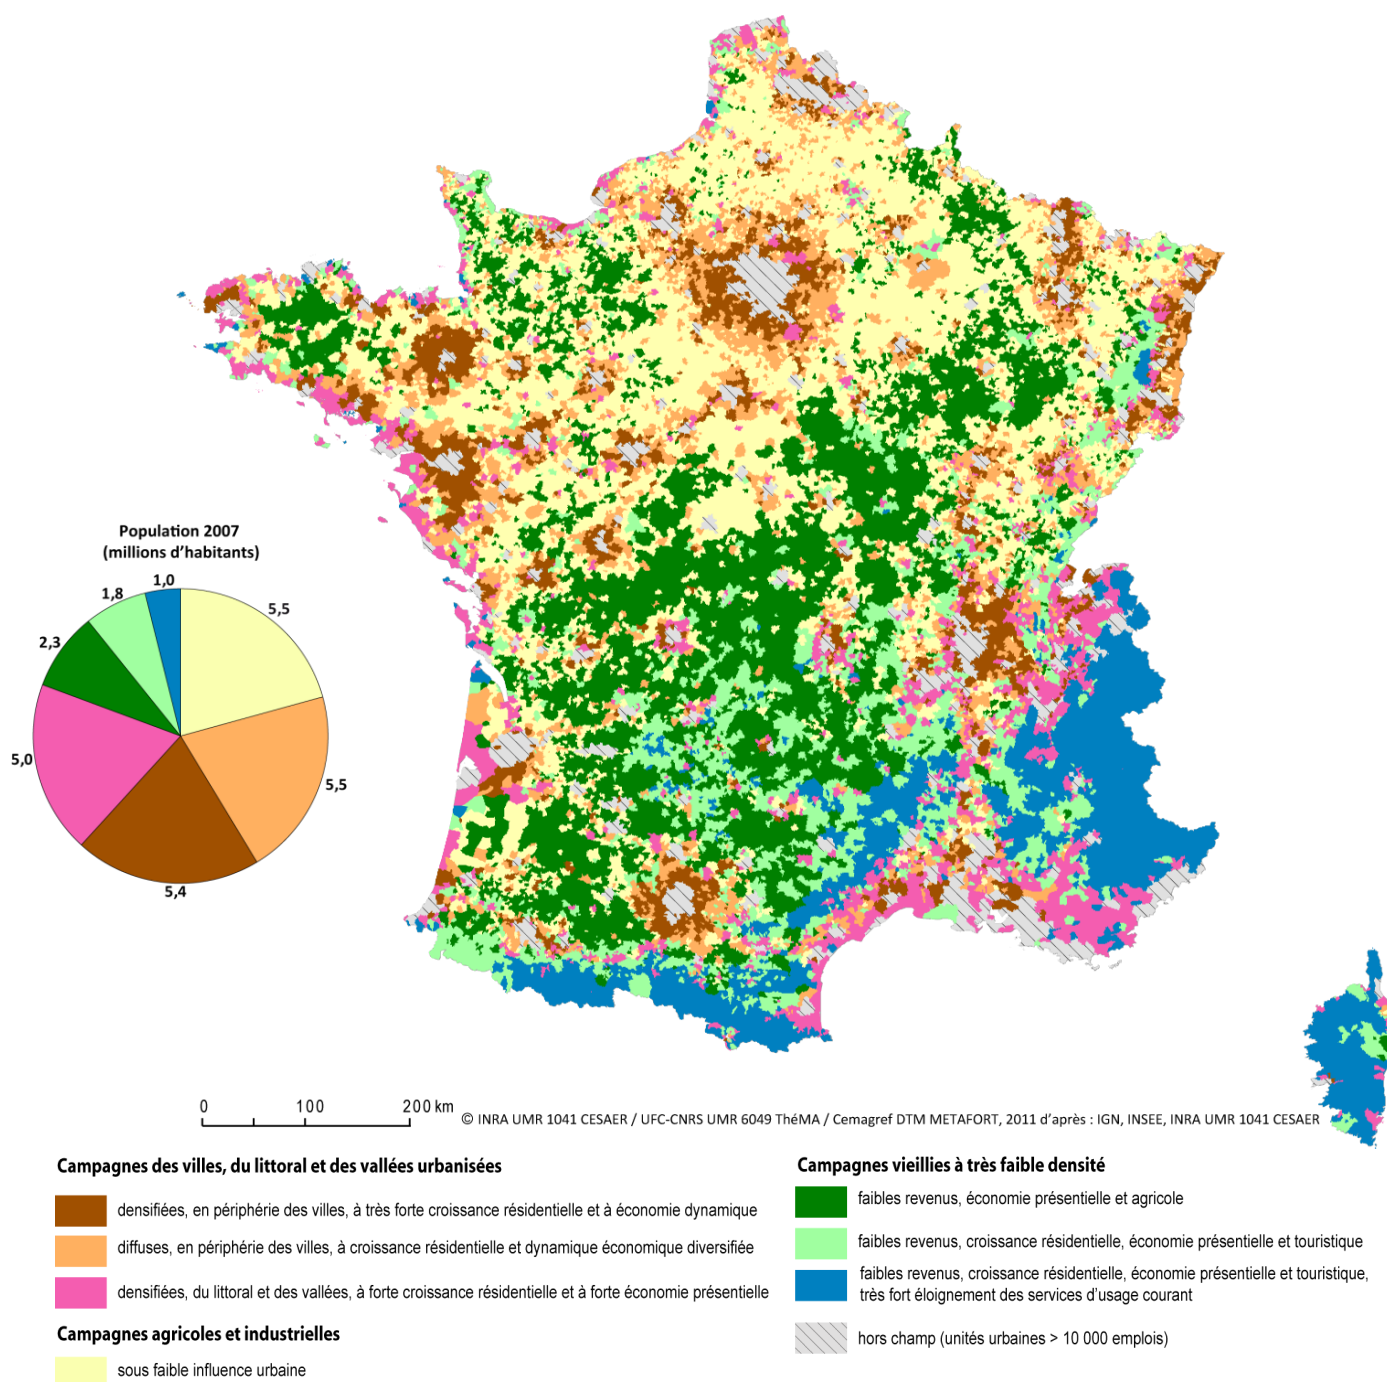 Population 2007
(millions d’habitants)
1,0
1,8
5,5
2,3
5,0
5,5
5,4
0 100 200 km
© INRA UMR 1041 CESAER / UFC-CNRS UMR 6049 ThéMA / Cemagref DTM METAFORT, 2011 d’après : IGN, INSEE, INRA UMR 1041 CESAER
Campagnes des villes, du littoral et des vallées urbanisées
densifiées, en périphérie des villes, à très forte croissance résidentielle et à économie dynamique
diffuses, en périphérie des villes, à croissance résidentielle et dynamique économique diversifiée
densifiées, du littoral et des vallées, à forte croissance résidentielle et à forte économie présentielle
Campagnes agricoles et industrielles
sous faible influence urbaine
Campagnes vieillies à très faible densité
faibles revenus, économie présentielle et agricole
faibles revenus, croissance résidentielle, économie présentielle et touristique
faibles revenus, croissance résidentielle, économie présentielle et touristique,
très fort éloignement des services d’usage courant
hors champ (unités urbaines > 10 000 emplois)